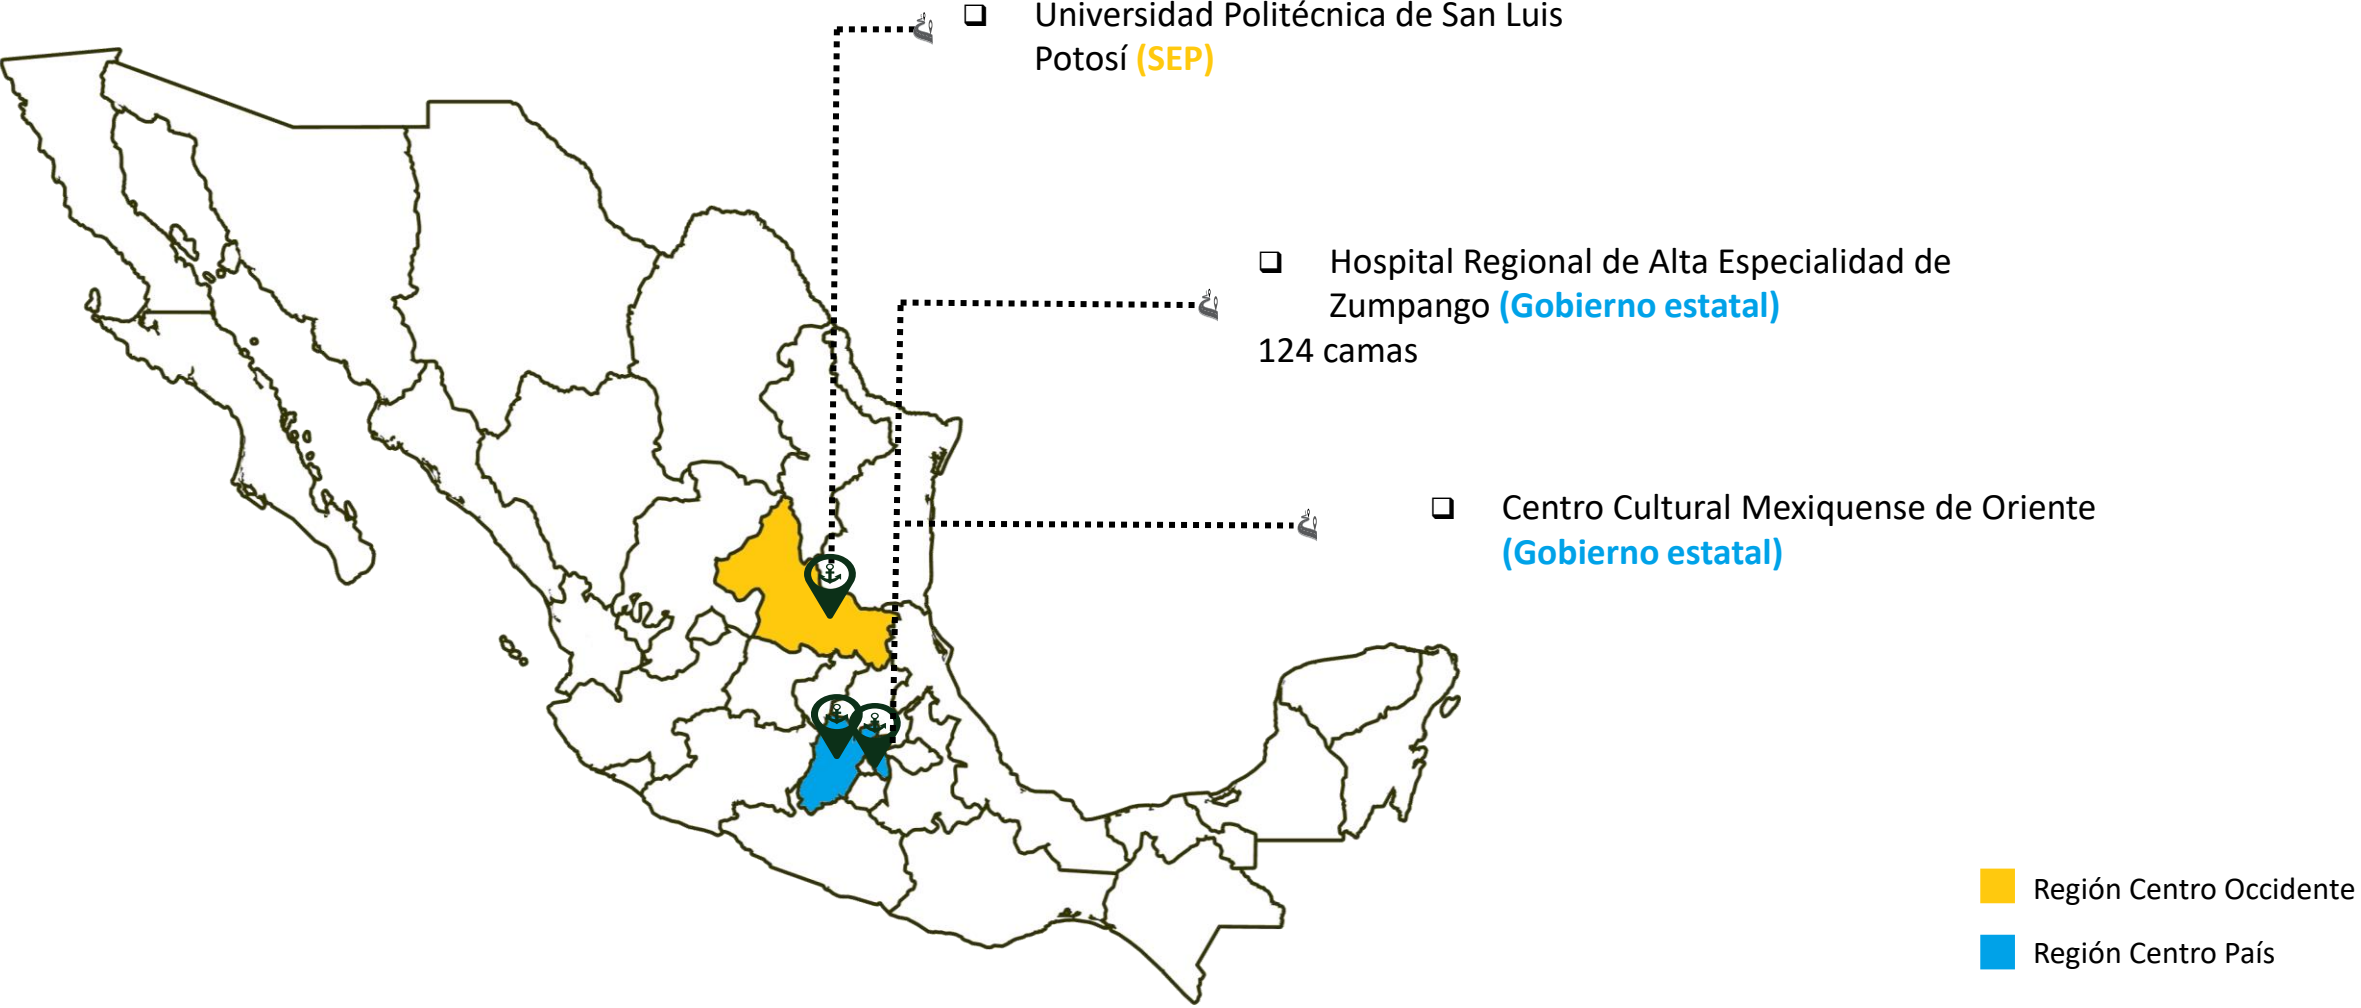 Universidad Politécnica de San Luis
Potosí (SEP)
Hospital Regional de Alta Especialidad de
Zumpango (Gobierno estatal)
124 camas
Centro Cultural Mexiquense de Oriente
(Gobierno estatal)
Región Centro Occidente
Región Centro País